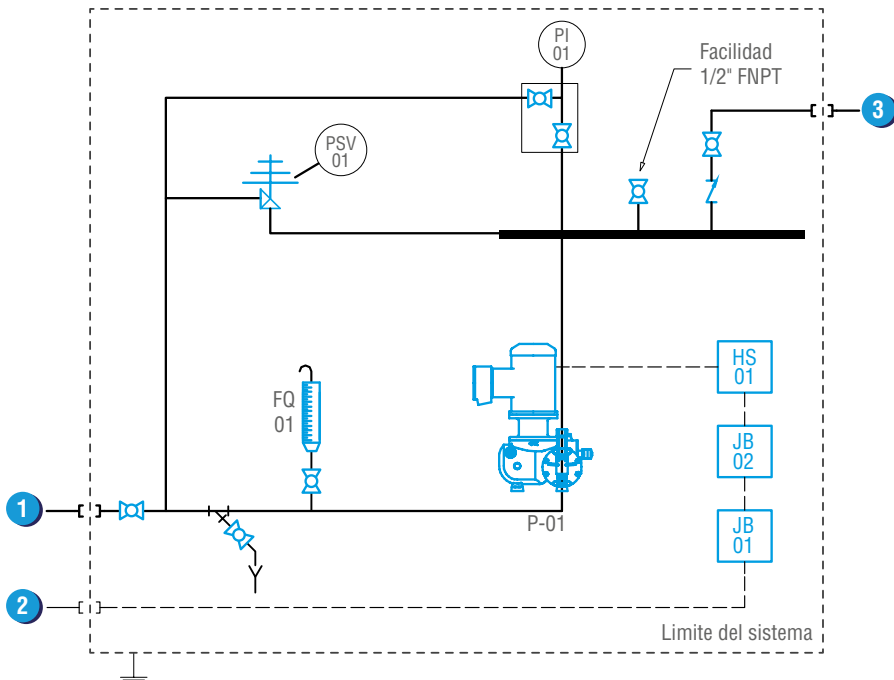 PI
01
Facilidad
1/2" FNPT
3
PSV
01
HS
01
FQ
01
JB
02
1
P-01
JB
01
2
Limite del sistema